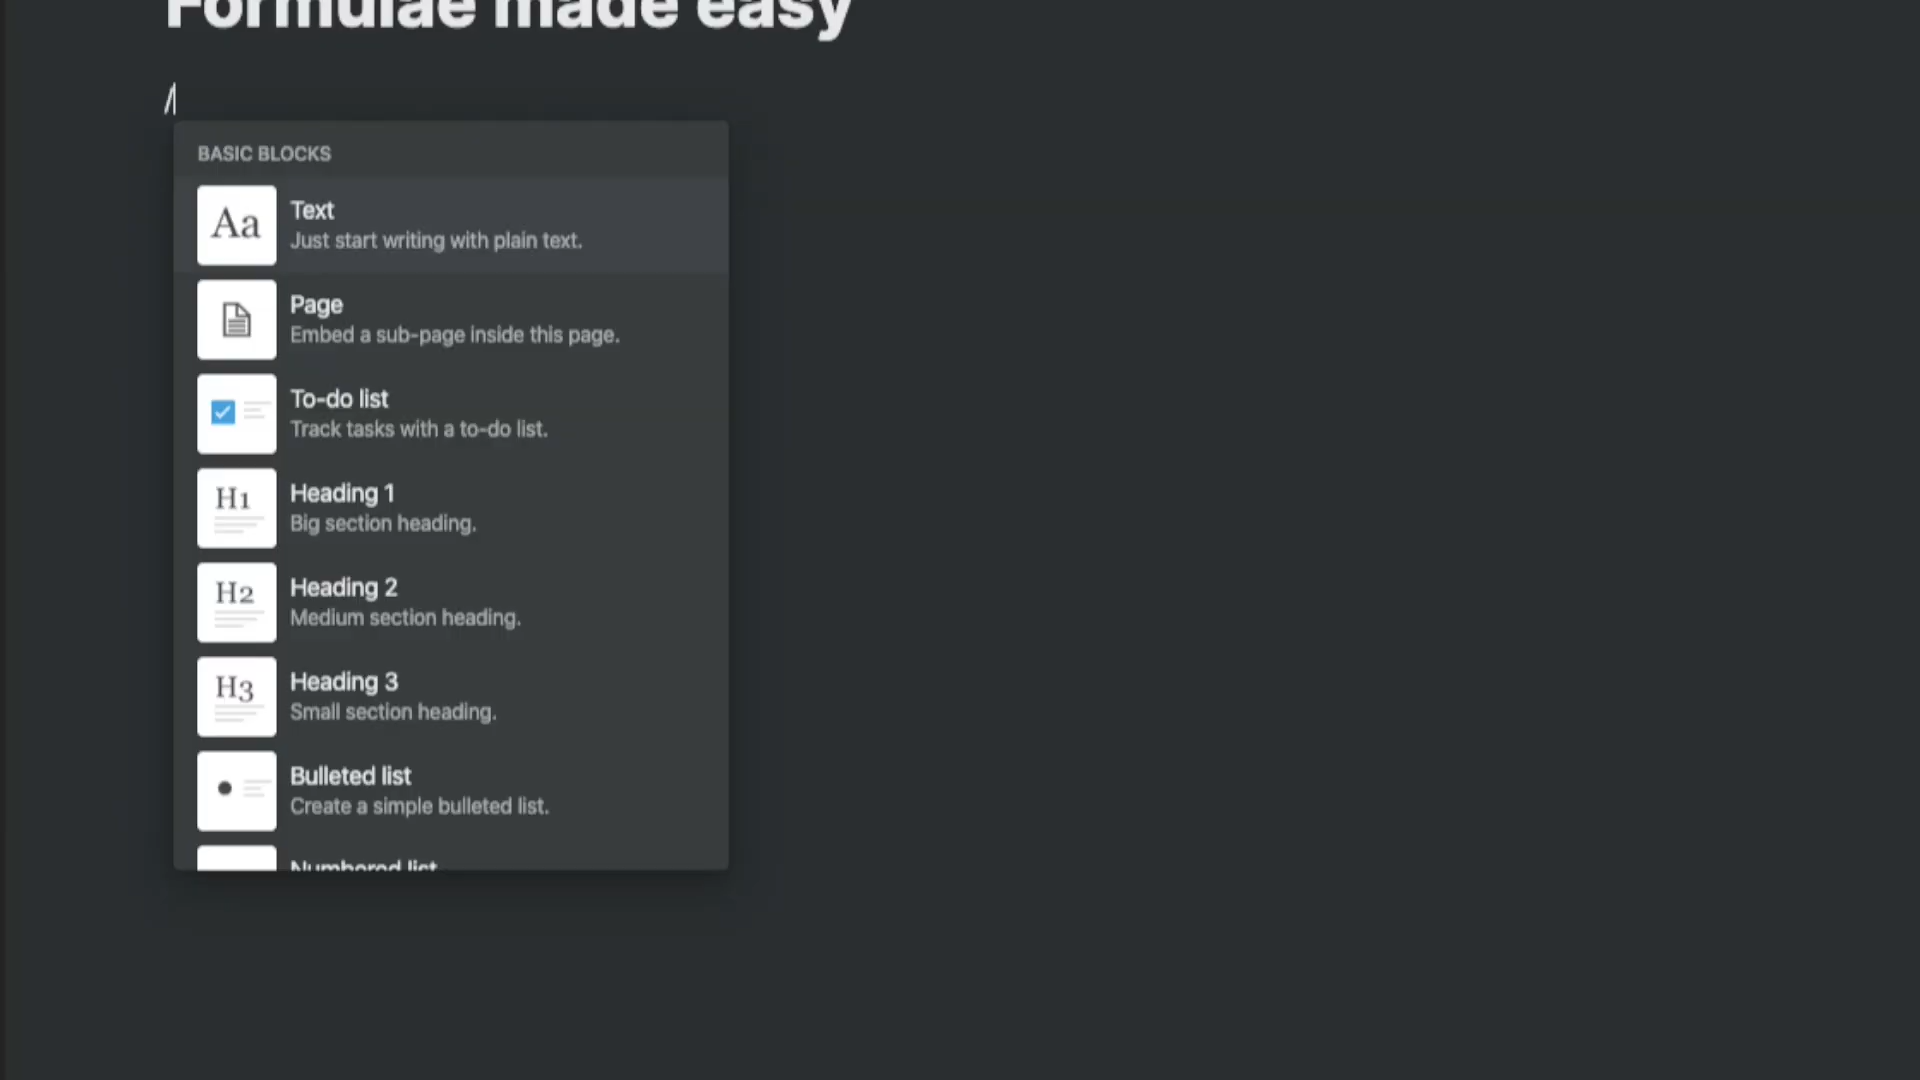 Formulae made easy
/
BASIC BLOCKS
Aa
Text
Just start writing with plain text.
Page
Embed a sub-page inside this page.
To-do list
Track tasks with a to-do list.
H1
Heading 1
Big section heading.
H2
Heading 2
Medium section heading.
H3
Heading 3
Small section heading.
Bulleted list
Create a simple bulleted list.
Numbered list